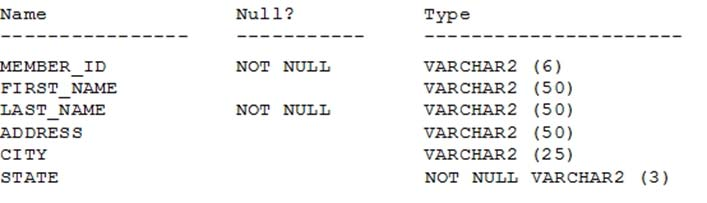 Name Null? Type
---------------- ----------- ----------------------
MEMBER_ID NOT NULL VARCHAR2 (6)
FIRST_NAME VARCHAR2 (50)
LAST_NAME NOT NULL VARCHAR2 (50)
ADDRESS VARCHAR2 (50)
CITY VARCHAR2 (25)
STATE NOT NULL VARCHAR2 (3)